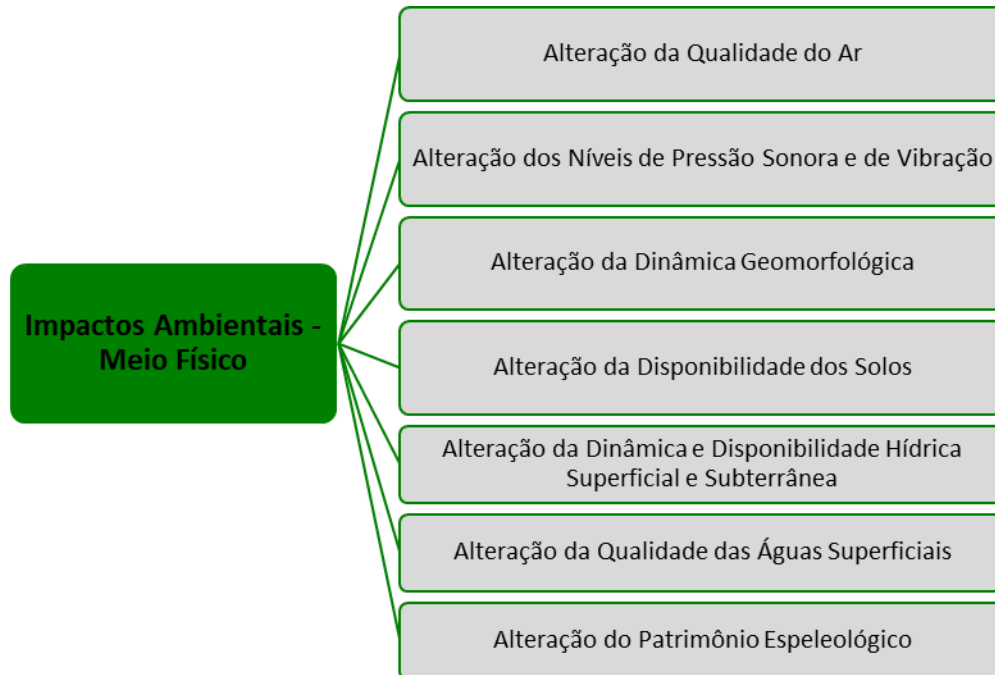 Alteração da Qualidade do Ar
Alteração dos Níveis de Pressão Sonora e de Vibração
Alteração da Dinâmica Geomorfológica
Impactos Ambientais -
Meio Físico
Alteração da Disponibilidade dos Solos
Alteração da Dinâmica e Disponibilidade Hídrica
Superficial e Subterrânea
Alteração da Qualidade das Águas Superficiais
Alteração do Patrimônio Espeleológico